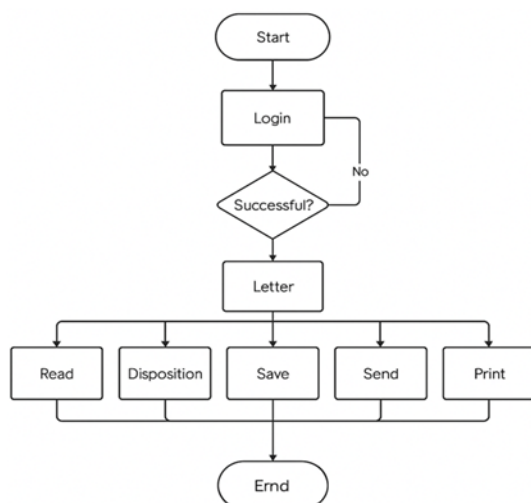 Start
Login
No
Successful?
Letter
Read
Disposition
Save
Send
Print
Ernd